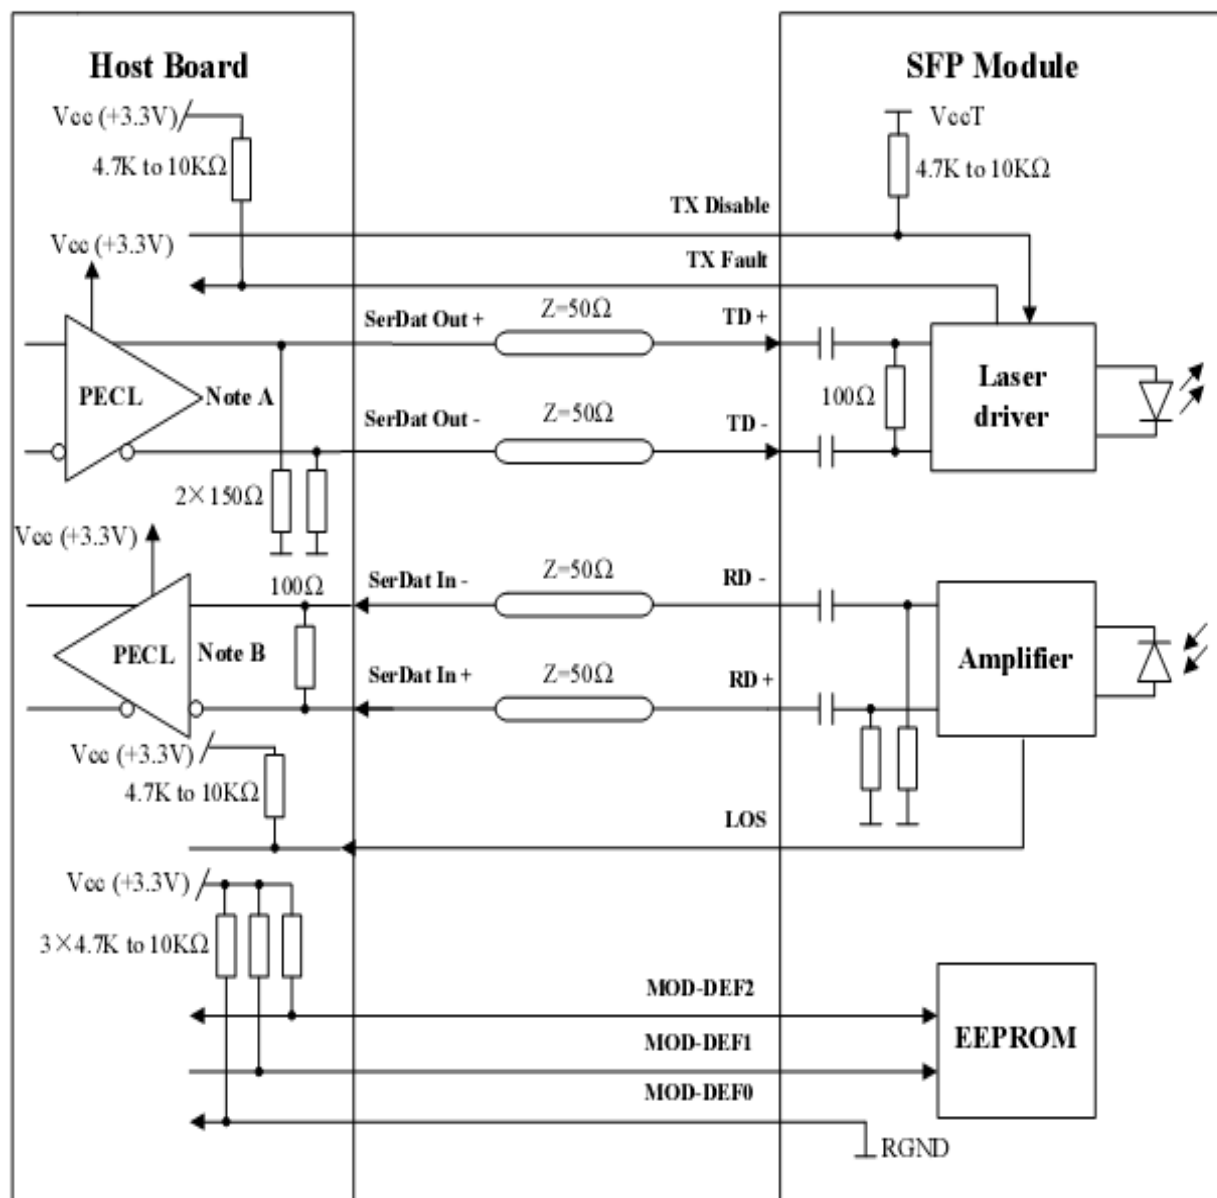 Host Board
SFP Module
Vcc (+3.3V)
VccT
4.7K to 10KΩ
4.7K to 10KΩ
TX Disable
Vcc (+3.3V)
TX Fault
SerDat Out +
Z=50Ω
TD +
PECL
Note A
100Ω
Laser
driver
SerDat Out -
Z=50Ω
TD -
2×150Ω
Vcc (+3.3V)
100Ω
SerDat In -
Z=50Ω
RD -
PECL
Note B
Amplifier
SerDat In +
Z=50Ω
RD +
Vcc (+3.3V)
4.7K to 10KΩ
LOS
Vcc (+3.3V)
3×4.7K to 10KΩ
MOD-DEF2
EEPROM
MOD-DEF1
MOD-DEF0
RGND